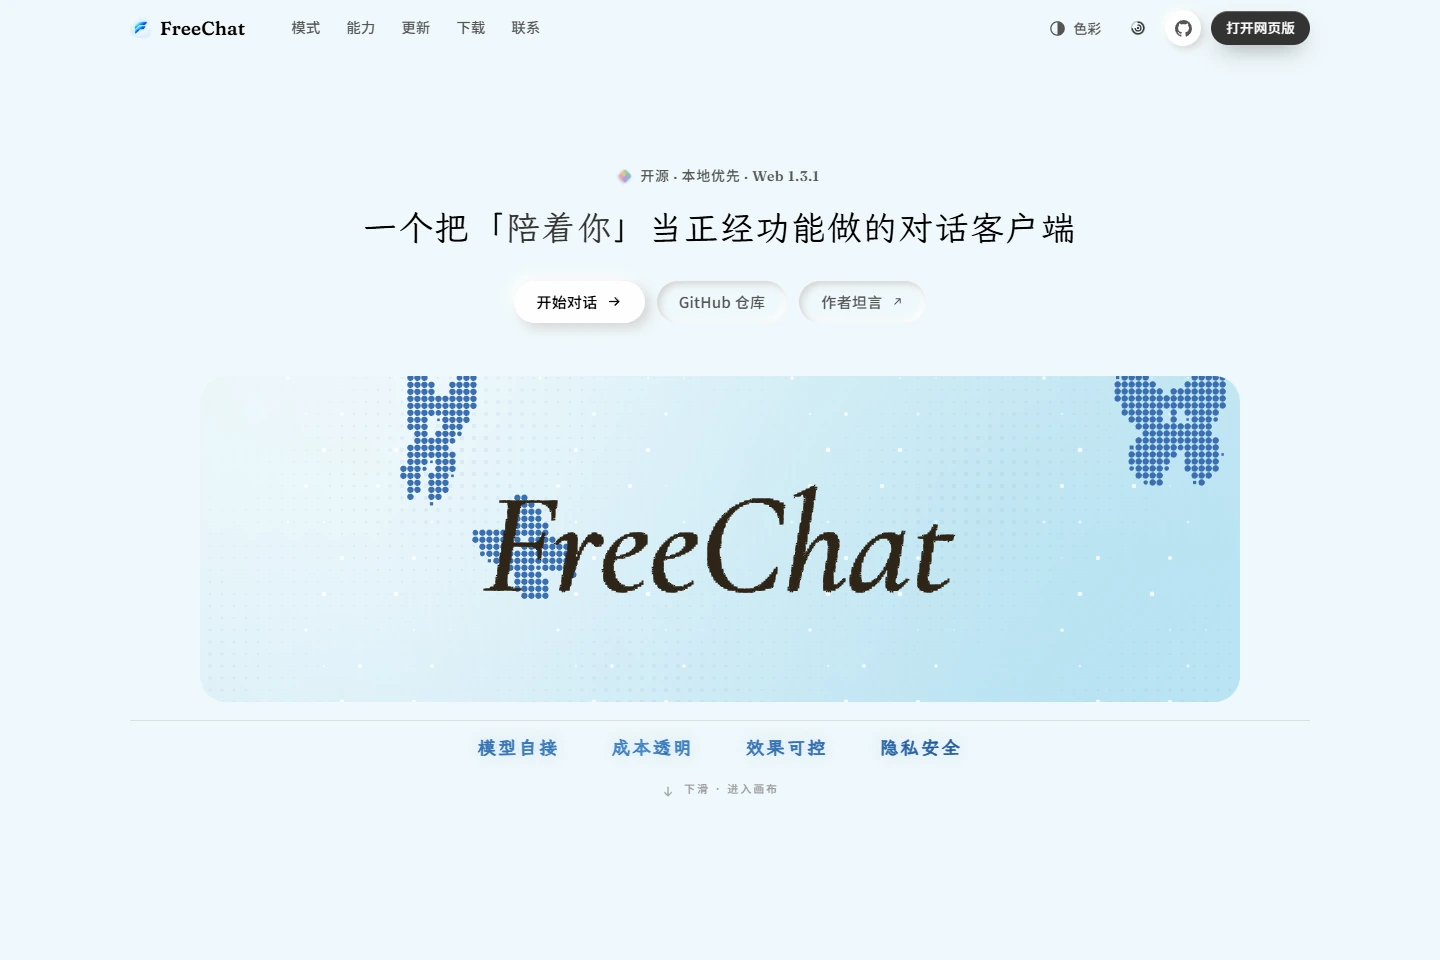 FreeChat 模式 能力 更新 下载 联系 色彩 打开网页版
开源 · 本地优先 · Web 1.3.1
一个把「陪着你」当正经功能做的对话客户端
开始对话 → GitHub 仓库 作者坦言 ↗
FreeChat
模型自接 成本透明 效果可控 隐私安全
↓ 下滑 · 进入画布